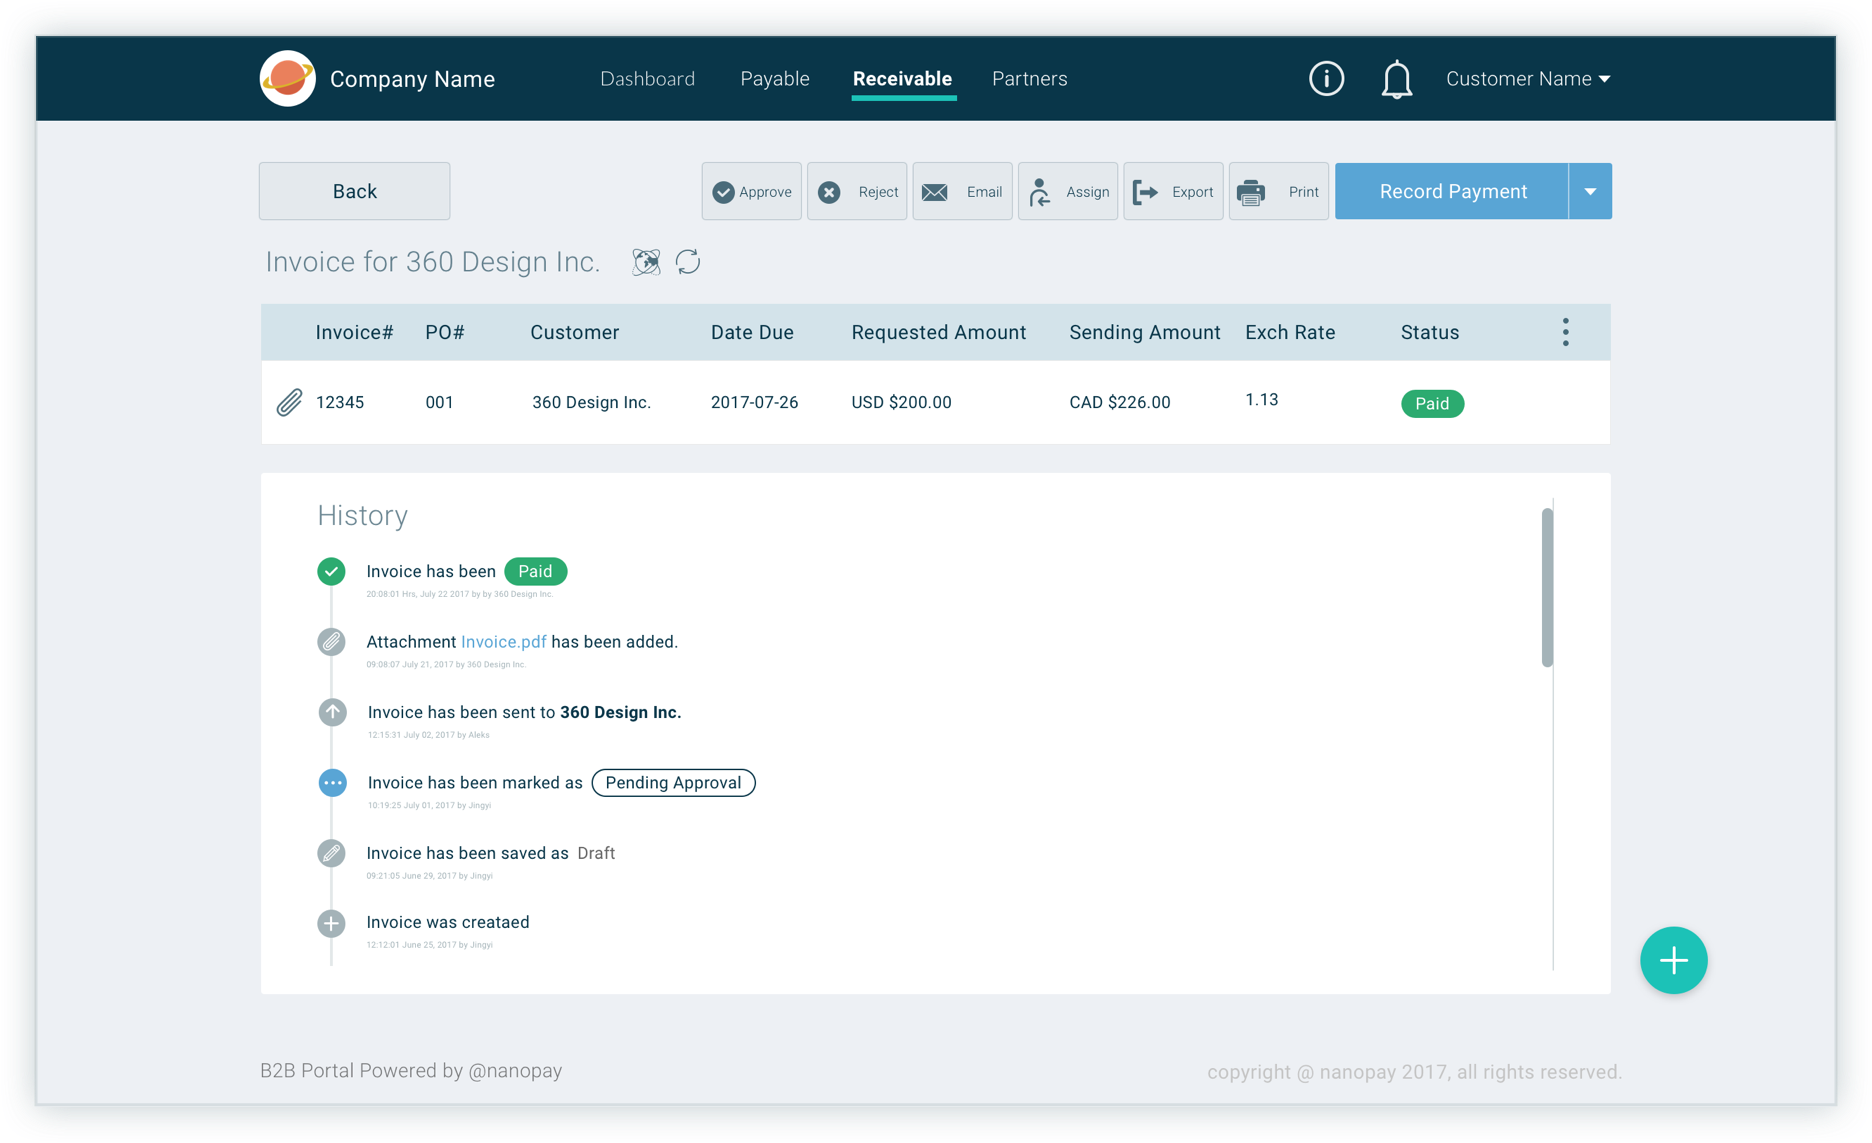 Company Name Dashboard Payable Receivable Partners Customer Name
Back Approve Reject Email Assign Export Print Record Payment
Invoice for 360 Design Inc.
Invoice# PO# Customer Date Due Requested Amount Sending Amount Exch Rate Status
12345 001 360 Design Inc. 2017-07-26 USD $200.00 CAD $226.00 1.13 Paid
History
Invoice has been Paid
20:08:01 Hrs, July 22 2017 by by 360 Design Inc.
Attachment Invoice.pdf has been added.
09:08:07 July 21, 2017 by 360 Design Inc.
Invoice has been sent to 360 Design Inc.
12:15:31 July 02, 2017 by Aleks
Invoice has been marked as Pending Approval
10:19:25 July 01, 2017 by Jingyi
Invoice has been saved as Draft
09:21:05 June 29, 2017 by Jingyi
Invoice was creataed
12:12:01 June 25, 2017 by Jingyi
B2B Portal Powered by @nanopay
copyright @ nanopay 2017, all rights reserved.